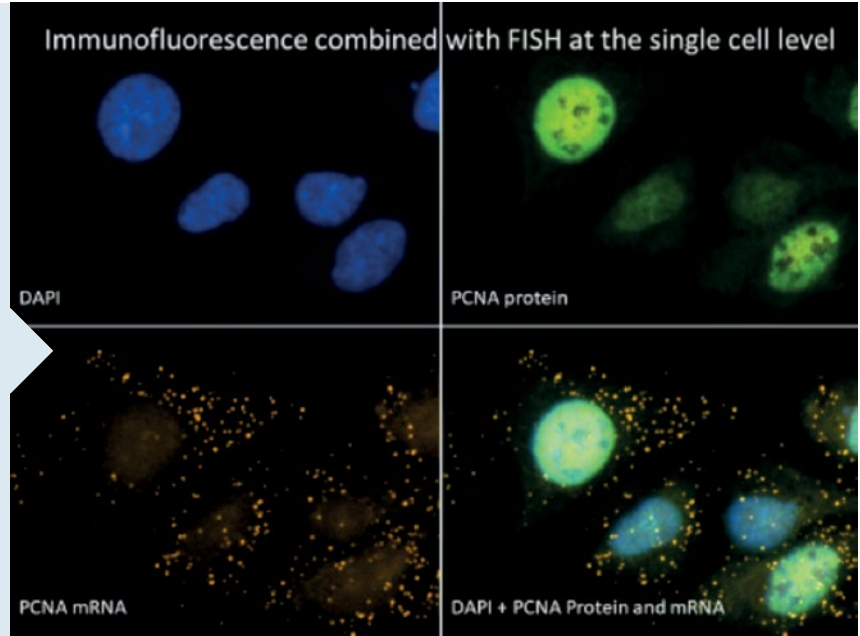 Immunofluorescence combined with FISH at the single cell level
DAPI
PCNA protein
PCNA mRNA
DAPI + PCNA Protein and mRNA